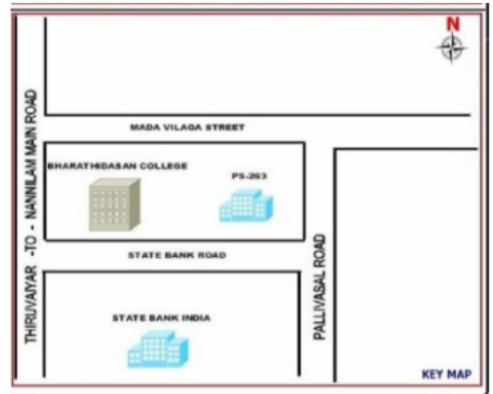 N
MADA VILAGA STREET
BHARATHIDASAN COLLEGE
PS-263
THIRUVAIYAR -TO - NANNILAM MAIN ROAD
STATE BANK ROAD
PALLIVASAL ROAD
STATE BANK INDIA
KEY MAP